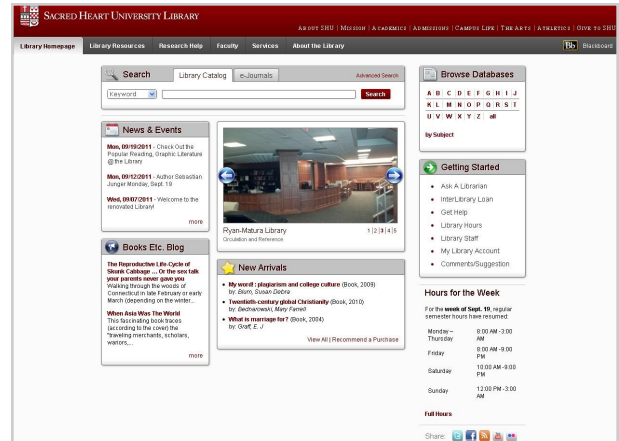 SACRED HEART UNIVERSITY LIBRARY
ABOUT SHU | MISSION | ACADEMICS | ADMISSIONS | CAMPUS LIFE | THE ARTS | ATHLETICS | GIVE TO SHU
Library Homepage Library Resources Research Help Faculty Services About the Library Bb Blackboard
Search Library Catalog e-Journals Advanced Search
Keyword Search
News & Events
Mon, 09/19/2011 - Check Out the
Popular Reading, Graphic Literature
@ the Library
Mon, 09/12/2011 - Author Sebastian
Junger Monday, Sept. 19
Wed, 09/07/2011 - Welcome to the
renovated Library!
more
Books Etc. Blog
The Reproductive Life-Cycle of
Skunk Cabbage ... Or the sex talk
your parents never gave you
Walking through the woods of
Connecticut in late February or early
March (depending on the winter...
When Asia Was The World
This fascinating book traces
(according to the cover) the
"traveling merchants, scholars,
wariors,...
more
Ryan-Matura Library 1 | 2 | 3 | 4 | 5
Circulation and Reference
New Arrivals
My word! : plagiarism and college culture (Book, 2009)
by: Blum, Susan Debra
Twentieth-century global Christianity (Book, 2010)
by: Bednarowski, Mary Farrell
What is marriage for? (Book, 2004)
by: Graff, E. J
View All | Recommend a Purchase
Browse Databases
A B C D E F G H I J
K L M N O P Q R S T
U V W X Y Z all
by Subject
Getting Started
Ask A Librarian
InterLibrary Loan
Get Help
Library Hours
Library Staff
My Library Account
Comments/Suggestion
Hours for the Week
For the week of Sept. 19, regular
semester hours have resumed:
Monday – Thursday 8:00 AM -3:00 AM
Friday 8:00 AM -9:00 PM
Saturday 10:00 AM -9:00 PM
Sunday 12:00 PM -3:00 AM
Full Hours
Share: